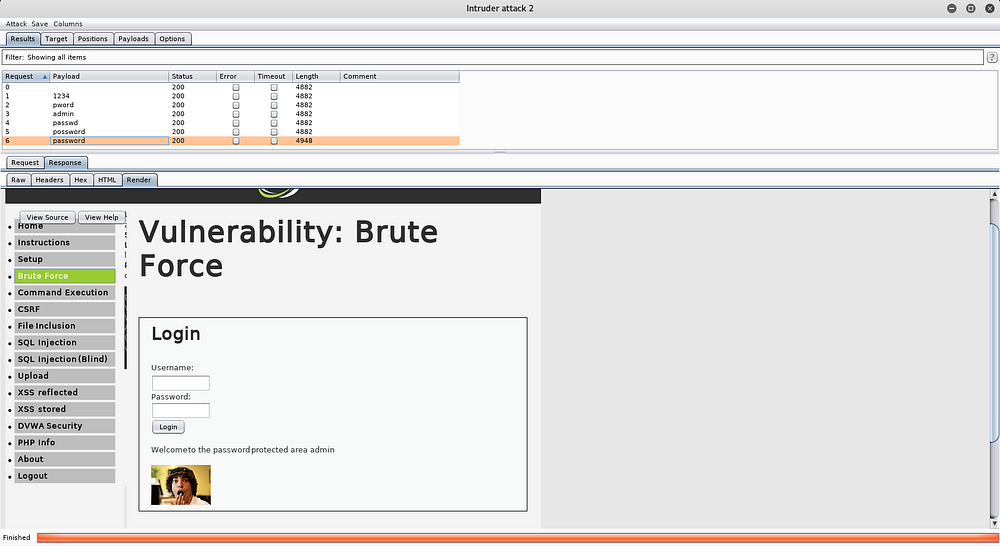 Intruder attack 2
Attack Save Columns
Results Target Positions Payloads Options
Filter: Showing all items
?
Request Payload Status Error Timeout Length Comment
0 200 4882
1 1234 200 4882
2 pword 200 4882
3 admin 200 4882
4 passwd 200 4882
5 possword 200 4882
6 password 200 4948
Request Response
Raw Headers Hex HTML Render
View Source View Help
Home
Instructions
Setup
Brute Force
Command Execution
CSRF
File Inclusion
SQL Injection
SQL Injection (Blind)
Upload
XSS reflected
XSS stored
DVWA Security
PHP Info
About
Logout
Vulnerability: Brute
Force
Login
Username:
Password:
Login
Welcome to the password protected area admin
Finished